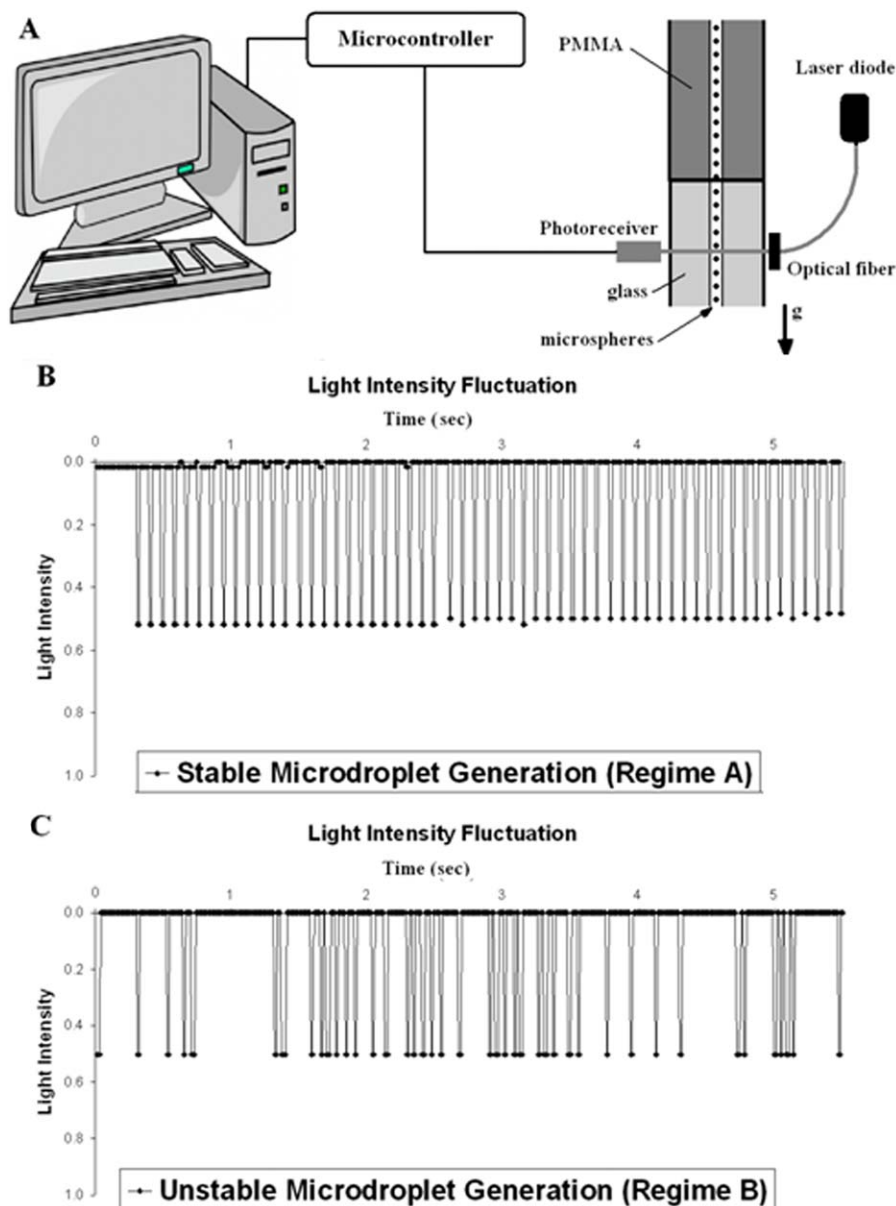 A
Microcontroller
PMMA
Laser diode
Photoreceiver
Optical fiber
glass
g
microspheres
B
Light Intensity Fluctuation
Time (sec)
0 1 2 3 4 5
0.0
0.2
0.4
0.6
0.8
1.0
Light Intensity
Stable Microdroplet Generation (Regime A)
C
Light Intensity Fluctuation
Time (sec)
0 1 2 3 4 5
0.0
0.2
0.4
0.6
0.8
1.0
Light Intensity
Unstable Microdroplet Generation (Regime B)